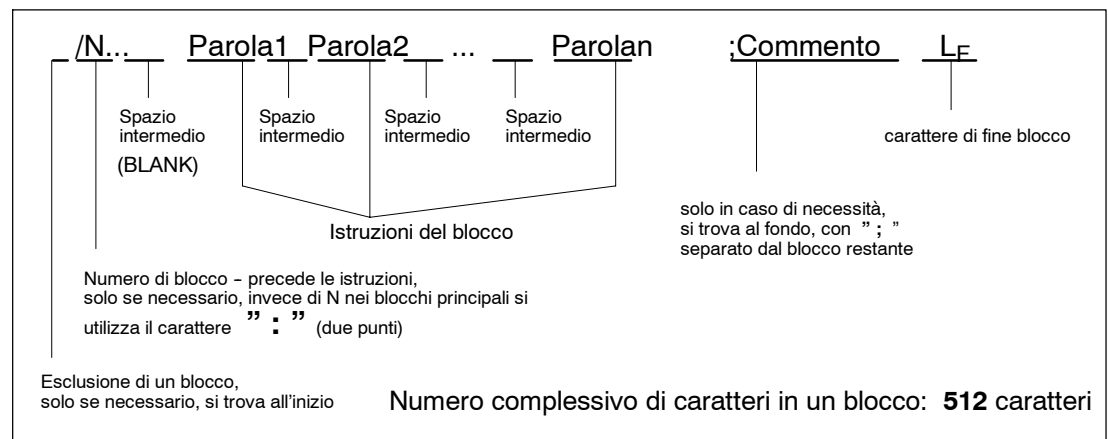 /N... Parola1 Parola2 ... Parolan ;Commento LF
Spazio intermedio (BLANK)
Spazio intermedio
Spazio intermedio
Spazio intermedio
carattere di fine blocco
Istruzioni del blocco
solo in caso di necessità,
si trova al fondo, con ” ; ”
separato dal blocco restante
Numero di blocco – precede le istruzioni,
solo se necessario, invece di N nei blocchi principali si
utilizza il carattere ” : ” (due punti)
Esclusione di un blocco,
solo se necessario, si trova all'inizio
Numero complessivo di caratteri in un blocco: 512 caratteri